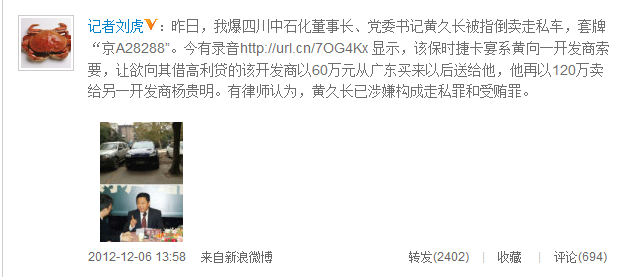 记者刘虎：昨日，我爆四川中石化董事长、党委书记黄久长被指倒卖走私车，套牌
“京A28288”。今有录音http://url.cn/7OG4Kx 显示，该保时捷卡宴系黄向一开发商索
要，让欲向其借高利贷的该开发商以60万元从广东买来以后送给他，他再以120万卖
给另一开发商杨贵明。有律师认为，黄久长已涉嫌构成走私罪和受贿罪。
2012-12-06 13:58 来自新浪微博 转发(2402) | 收藏 | 评论(694)